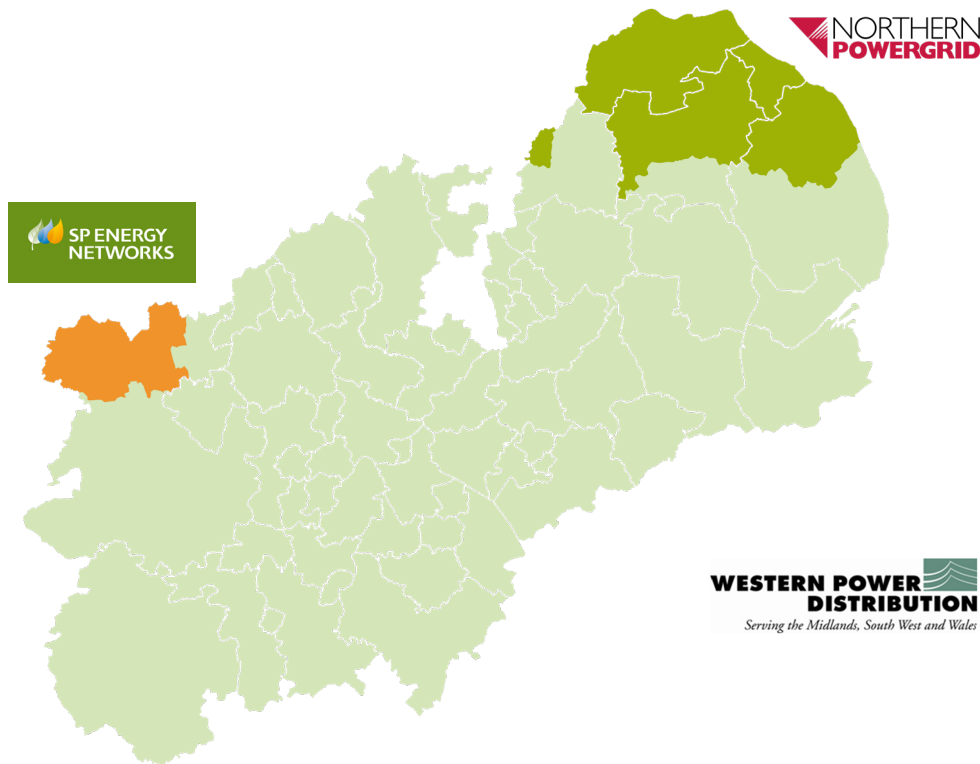 NORTHERN
POWERGRID
SP ENERGY
NETWORKS
WESTERN POWER
DISTRIBUTION
Serving the Midlands, South West and Wales